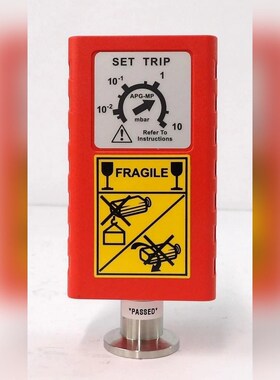 SET TRIP
10⁻¹
1
10⁻²
APG-MP
mbar
10
Refer To
Instructions
FRAGILE
"PASSED"